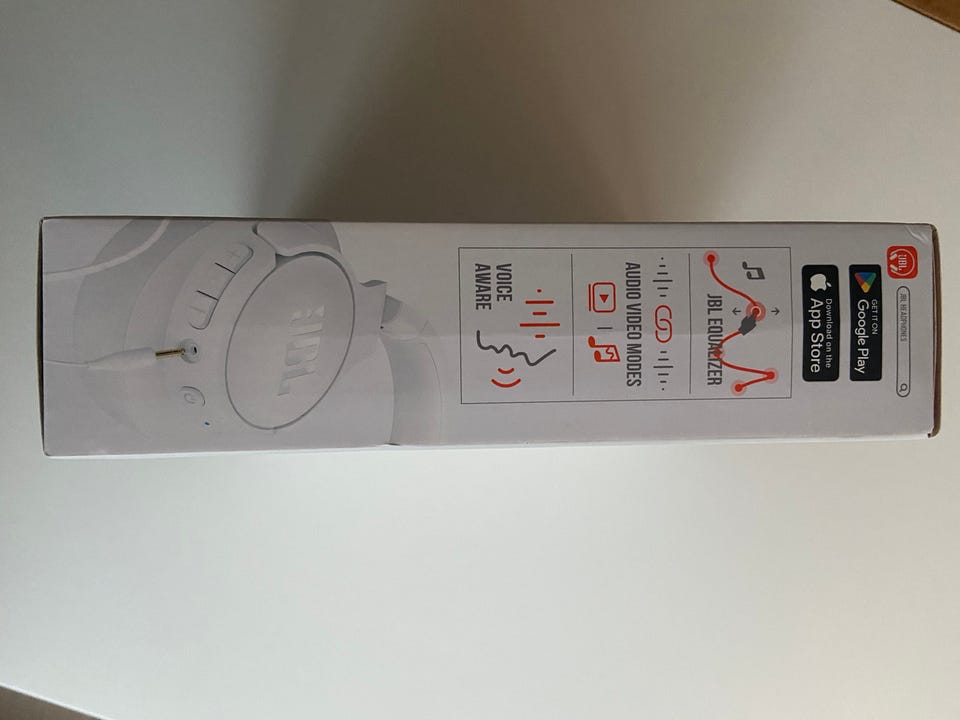 JBL
JBL HEADPHONES
GET IT ON
Google Play
Download on the
App Store
JBL EQUALIZER
AUDIO VIDEO MODES
VOICE
AWARE
JBL